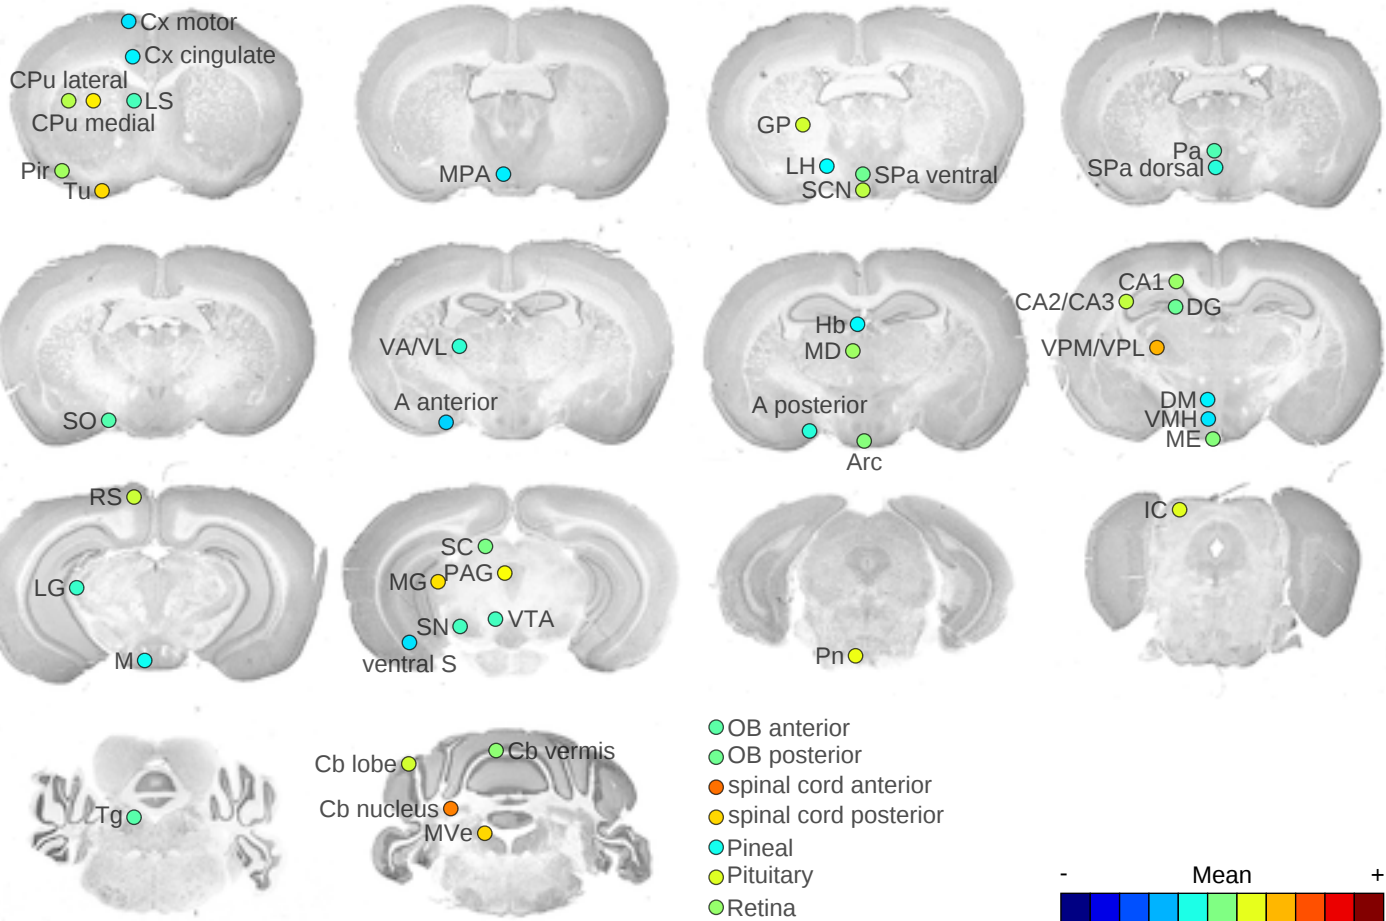 Cx motor
Cx cingulate
CPu lateral
LS
CPu medial
Pir
Tu
MPA
GP
LH
SPa ventral
SCN
Pa
SPa dorsal
SO
VA/VL
A anterior
Hb
MD
A posterior
Arc
CA1
CA2/CA3
DG
VPM/VPL
DM
VMH
ME
RS
LG
M
SC
MG
PAG
SN
VTA
ventral S
Pn
IC
Tg
Cb lobe
Cb vermis
Cb nucleus
MVe
OB anterior
OB posterior
spinal cord anterior
spinal cord posterior
Pineal
Pituitary
Retina
- Mean +